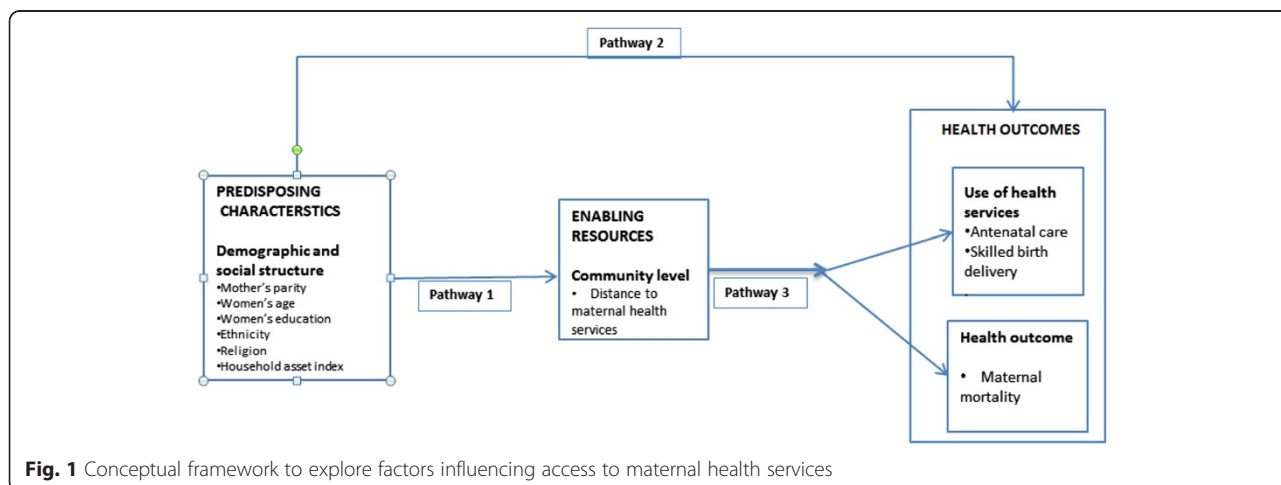 Pathway 2
PREDISPOSING
CHARACTERSTICS
Demographic and
social structure
•Mother's parity
•Women's age
•Women's education
•Ethnicity
•Religion
•Household asset index
Pathway 1
ENABLING
RESOURCES
Community level
• Distance to
maternal health
services
Pathway 3
HEALTH OUTCOMES
Use of health
services
•Antenatal care
•Skilled birth
delivery
.
Health outcome
• Maternal
mortality
Fig. 1 Conceptual framework to explore factors influencing access to maternal health services